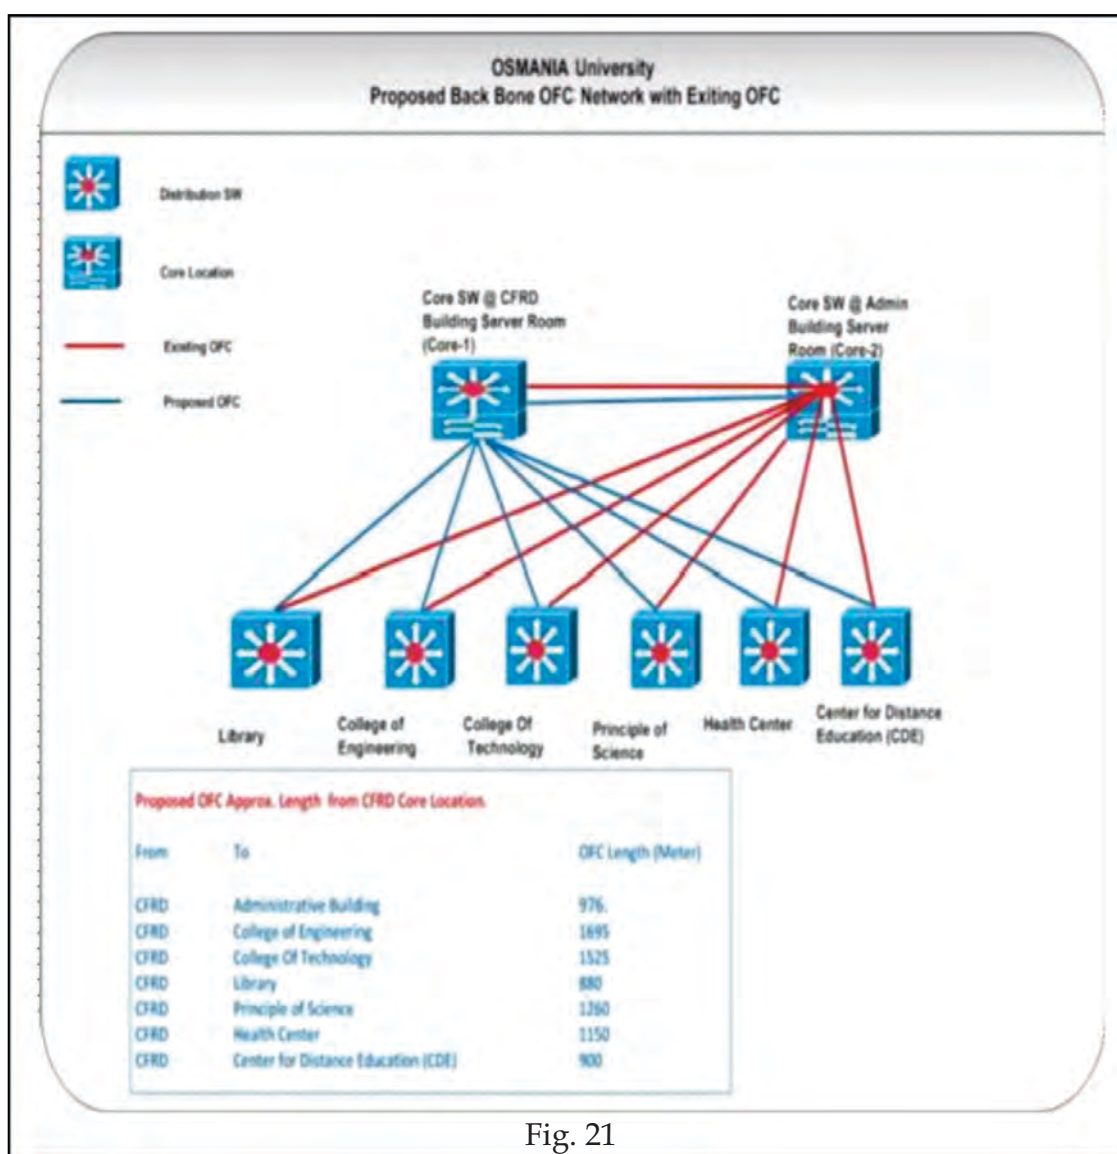 OSMANIA University
Proposed Back Bone OFC Network with Exiting OFC
Distribution SW
Core Location
Existing OFC
Proposed OFC
Core SW @ CFRD
Building Server Room
(Core-1)
Core SW @ Admin
Building Server
Room (Core-2)
Library
College of
Engineering
College Of
Technology
Principle of
Science
Health Center
Center for Distance
Education (CDE)
Proposed OFC Approx. Length from CFRD Core Location.
From To OFC Length (Meter)
CFRD Administrative Building 976.
CFRD College of Engineering 1695
CFRD College Of Technology 1525
CFRD Library 880
CFRD Principle of Science 1260
CFRD Health Center 1150
CFRD Center for Distance Education (CDE) 900
Fig. 21